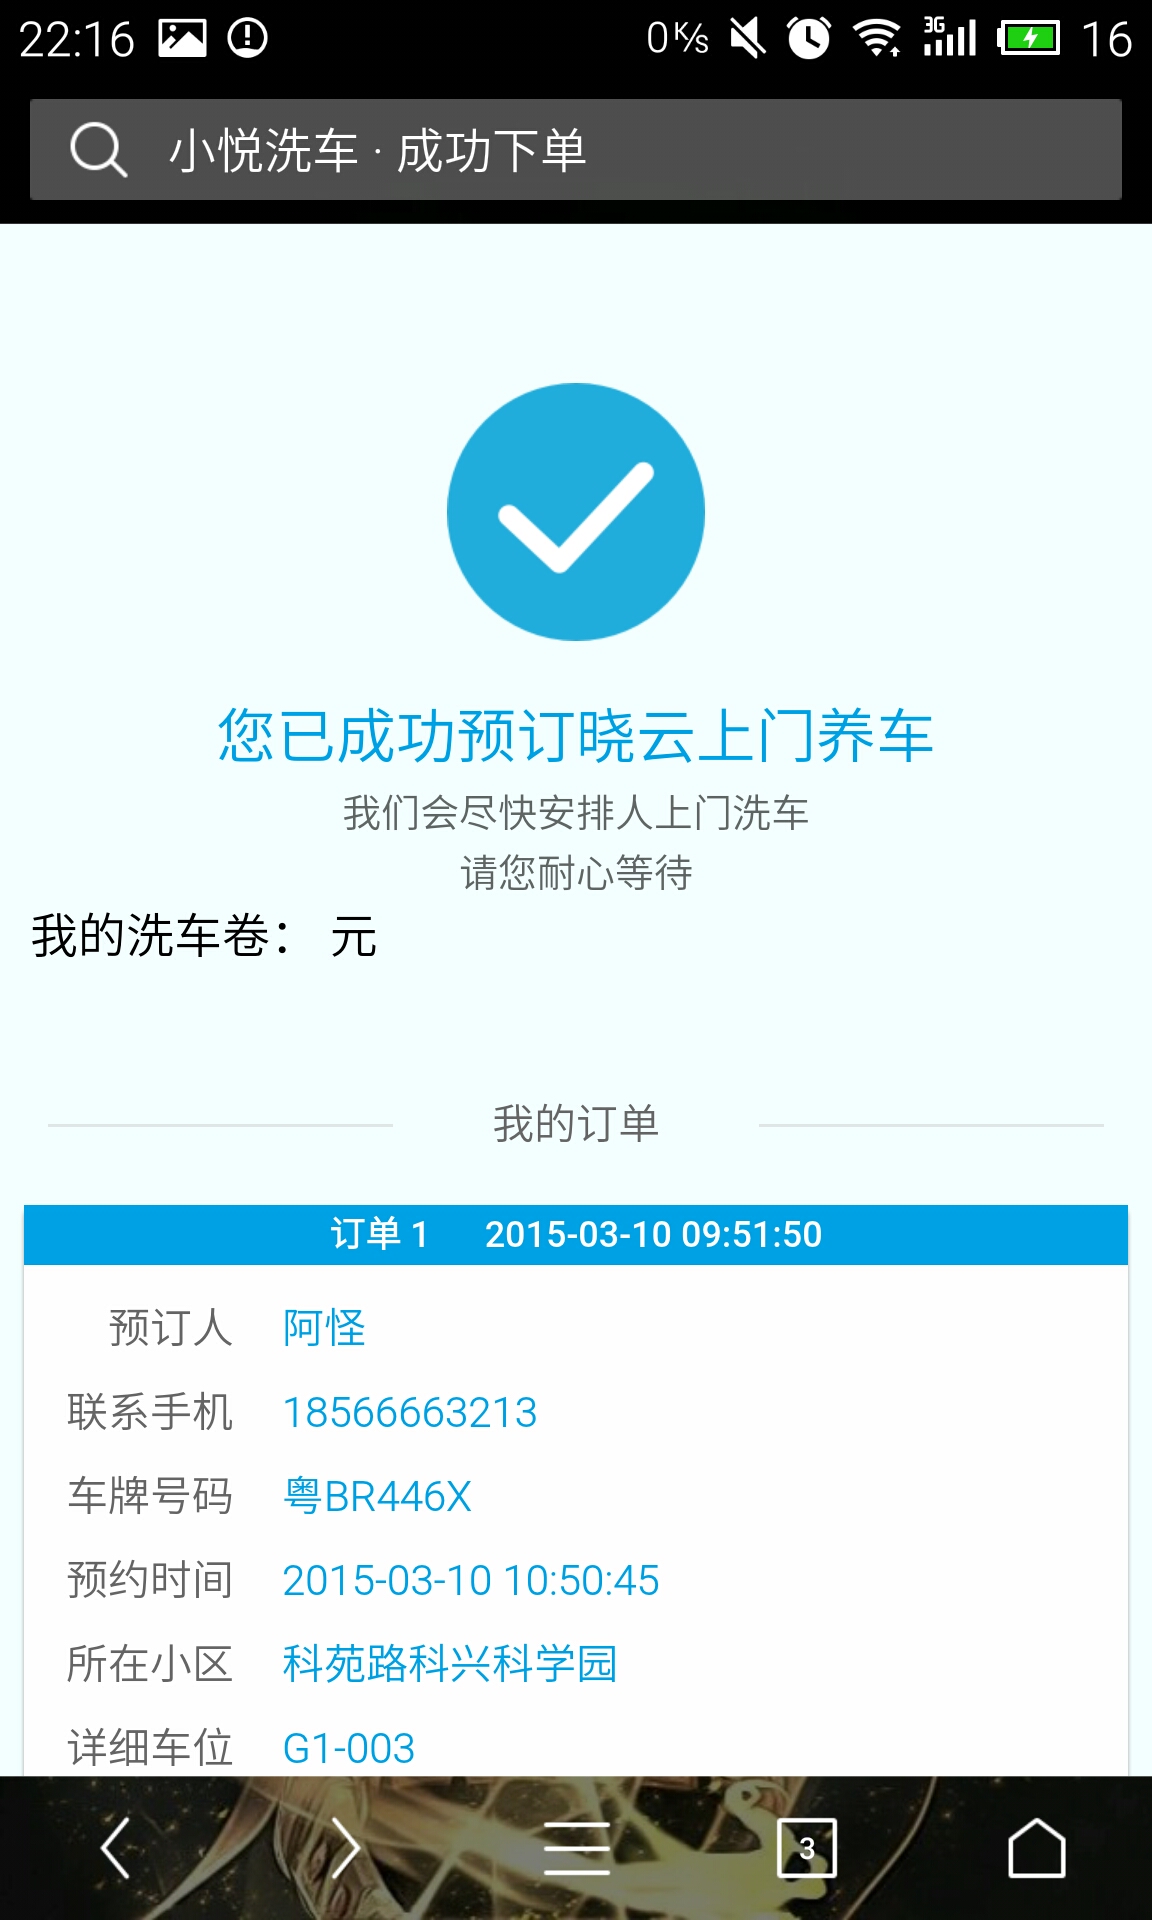 22:16 0K/s 3G 16
小悦洗车 · 成功下单
您已成功预订晓云上门养车
我们会尽快安排人上门洗车
请您耐心等待
我的洗车卷： 元
我的订单
订单 1 2015-03-10 09:51:50
预订人 阿怪
联系手机 18566663213
车牌号码 粤BR446X
预约时间 2015-03-10 10:50:45
所在小区 科苑路科兴科学园
详细车位 G1-003
3